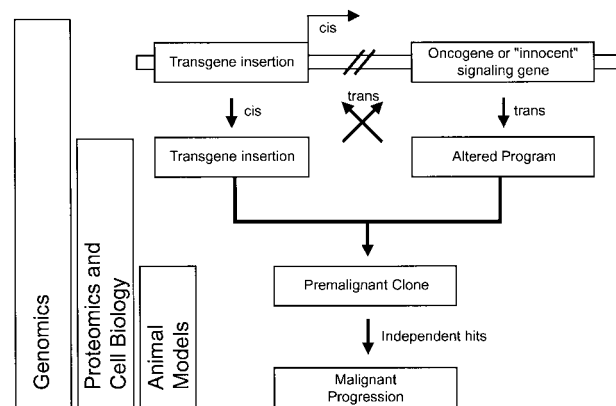 cis
Transgene insertion
Oncogene or "innocent"
signaling gene
cis
trans
trans
Transgene insertion
Altered Program
Premalignant Clone
Independent hits
Malignant
Progression
Genomics
Proteomics and
Cell Biology
Animal
Models